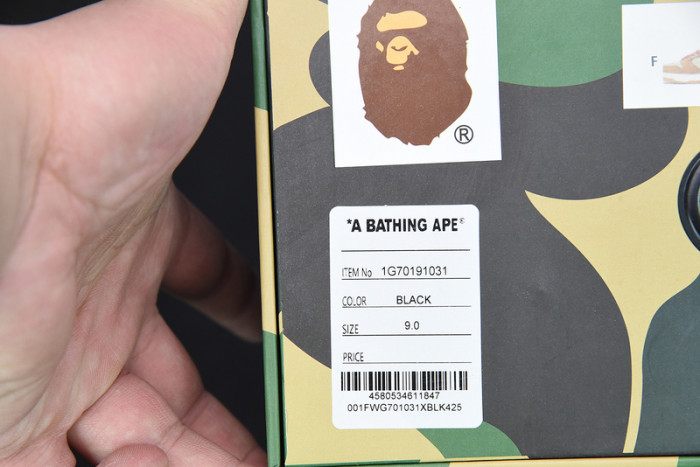 ®
F
*A BATHING APE®
ITEM No 1G70191031
COLOR BLACK
SIZE 9.0
PRICE
4580534611847
001FWG701031XBLK425